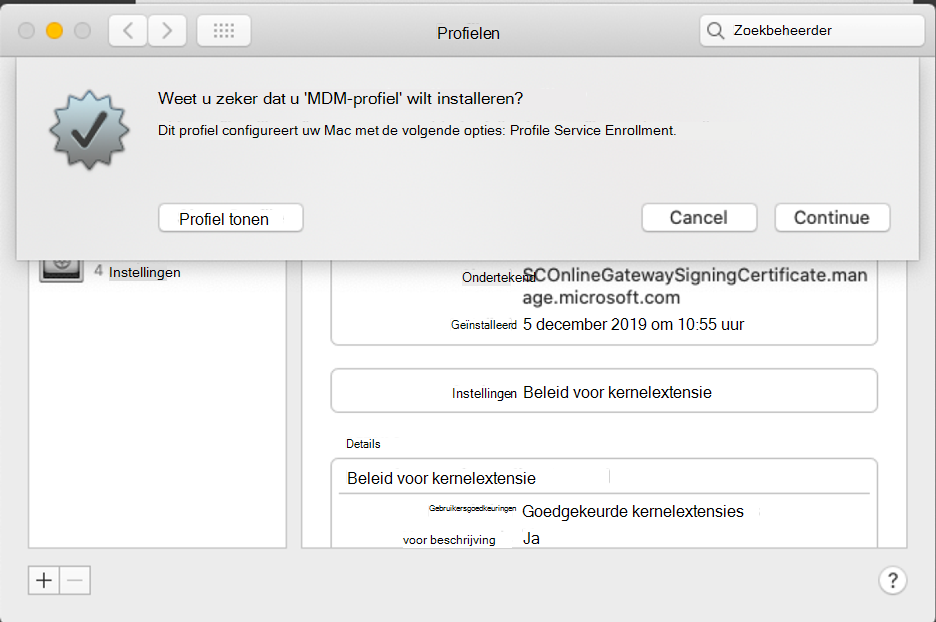 Profielen
Zoekbeheerder
Weet u zeker dat u 'MDM-profiel' wilt installeren?
Dit profiel configureert uw Mac met de volgende opties: Profile Service Enrollment.
Profiel tonen
Cancel
Continue
4 Instellingen
Ondertekend SCOnlineGatewaySigningCertificate.man
age.microsoft.com
Geïnstalleerd 5 december 2019 om 10:55 uur
Instellingen Beleid voor kernelextensie
Details
Beleid voor kernelextensie
Gebruikersgoedkeuringen Goedgekeurde kernelextensies
voor beschrijving Ja
?